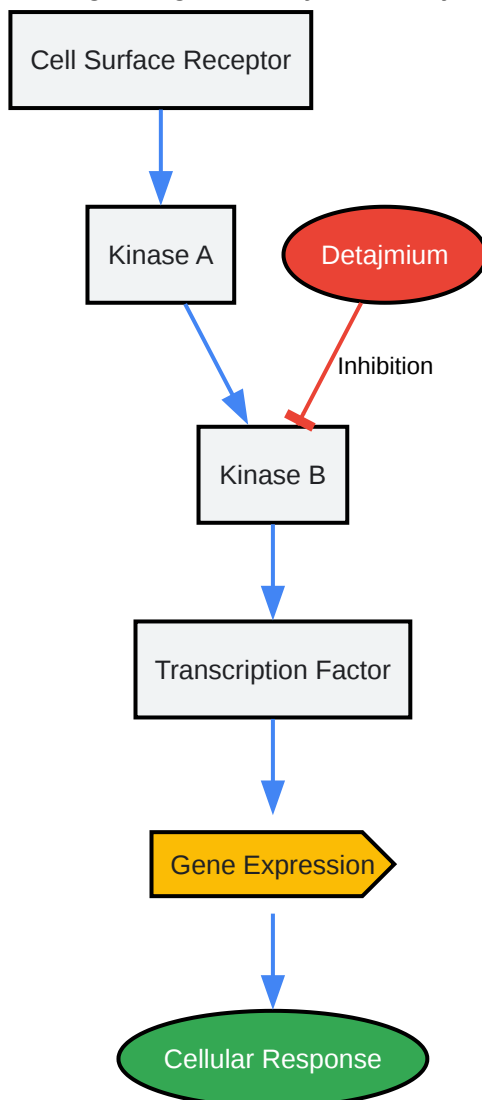 Cell Surface Receptor
Kinase A
Detajmium
Inhibition
Kinase B
Transcription Factor
Gene Expression
Cellular Response